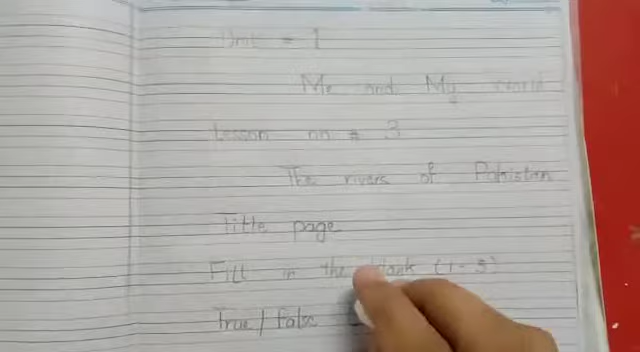 Unit = 1
Me and My world
Lesson no # 3
The rivers of Pakistan
Title page
Fill in the blank (1-5)
True/false